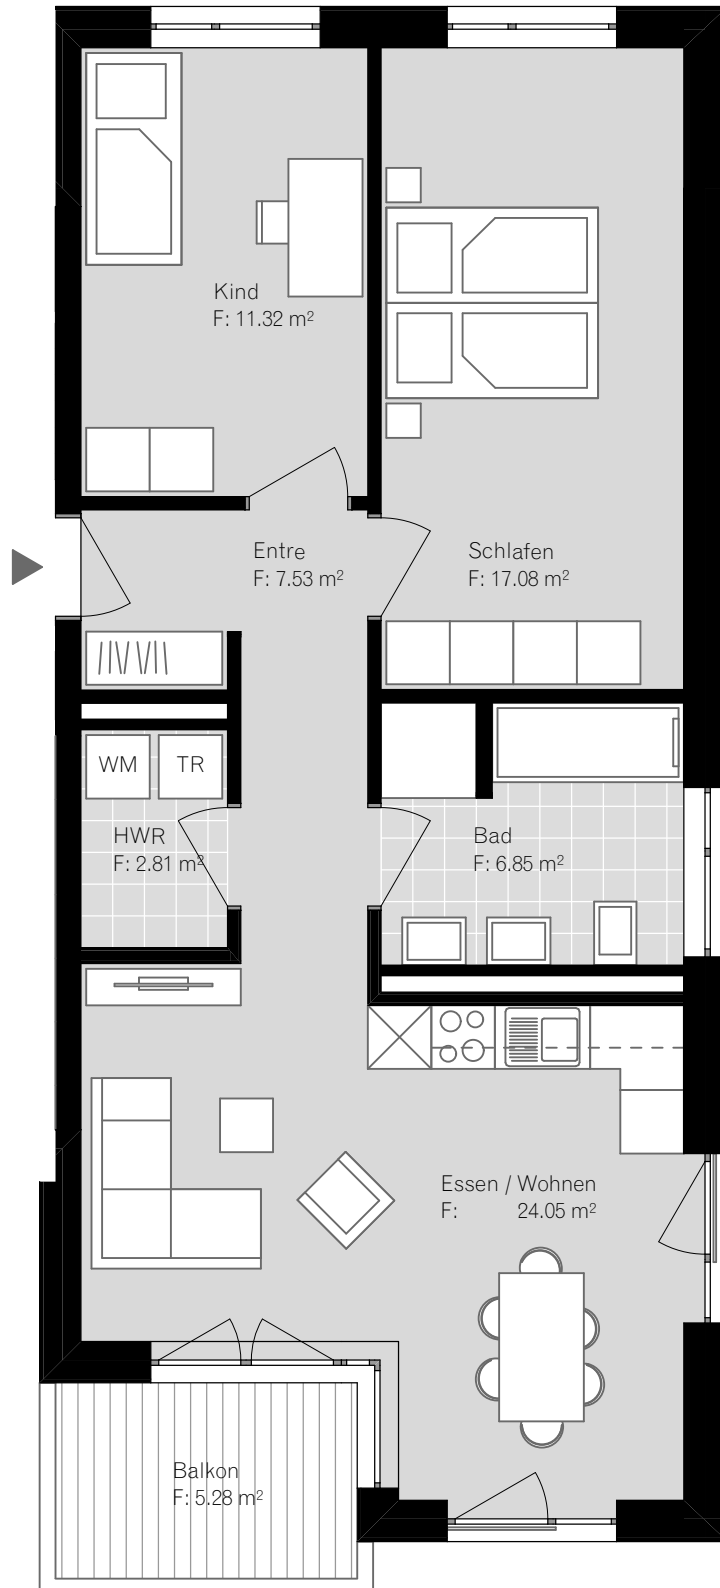 Kind
F: 11.32 m²
Entre
F: 7.53 m²
Schlafen
F: 17.08 m²
WM
TR
HWR
F: 2.81 m²
Bad
F: 6.85 m²
Essen / Wohnen
F: 24.05 m²
Balkon
F: 5.28 m²